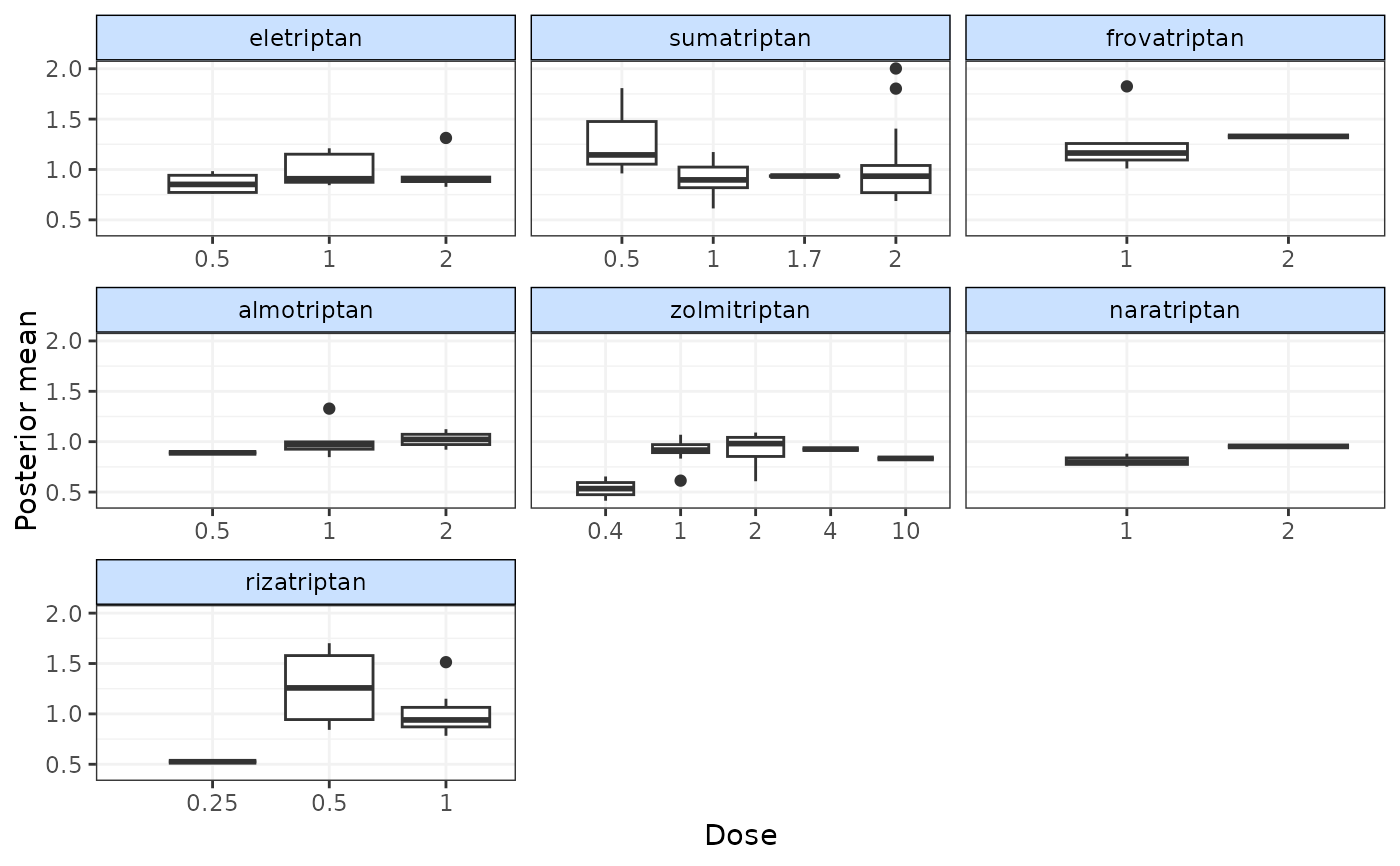 eletriptan sumatriptan frovatriptan
2.0
1.5
1.0
0.5
0.5 1 2 0.5 1 1.7 2 1 2
almotriptan zolmitriptan naratriptan
2.0
1.5
1.0
0.5
0.5 1 2 0.4 1 2 4 10 1 2
Posterior mean
rizatriptan
2.0
1.5
1.0
0.5
0.25 0.5 1
Dose